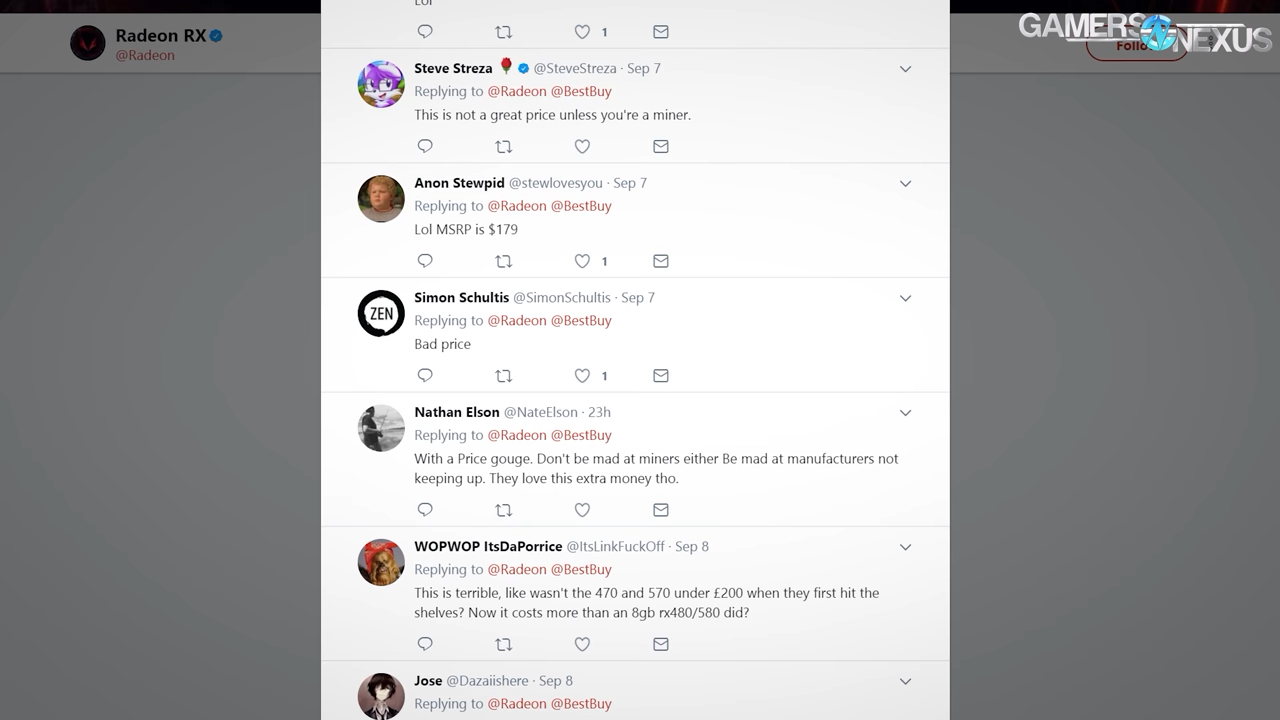 Lol
Radeon RX
@Radeon
GAMERS NEXUS
1
Steve Streza @SteveStreza · Sep 7
Replying to @Radeon @BestBuy
This is not a great price unless you're a miner.
Anon Stewpid @stewlovesyou · Sep 7
Replying to @Radeon @BestBuy
Lol MSRP is $179
1
ZEN
Simon Schultis @SimonSchultis · Sep 7
Replying to @Radeon @BestBuy
Bad price
1
Nathan Elson @NateElson · 23h
Replying to @Radeon @BestBuy
With a Price gouge. Don't be mad at miners either Be mad at manufacturers not
keeping up. They love this extra money tho.
WOPWOP ItsDaPorrice @ItsLinkFuckOff · Sep 8
Replying to @Radeon @BestBuy
This is terrible, like wasn't the 470 and 570 under £200 when they first hit the
shelves? Now it costs more than an 8gb rx480/580 did?
Jose @Dazaiishere · Sep 8
Replying to @Radeon @BestBuy